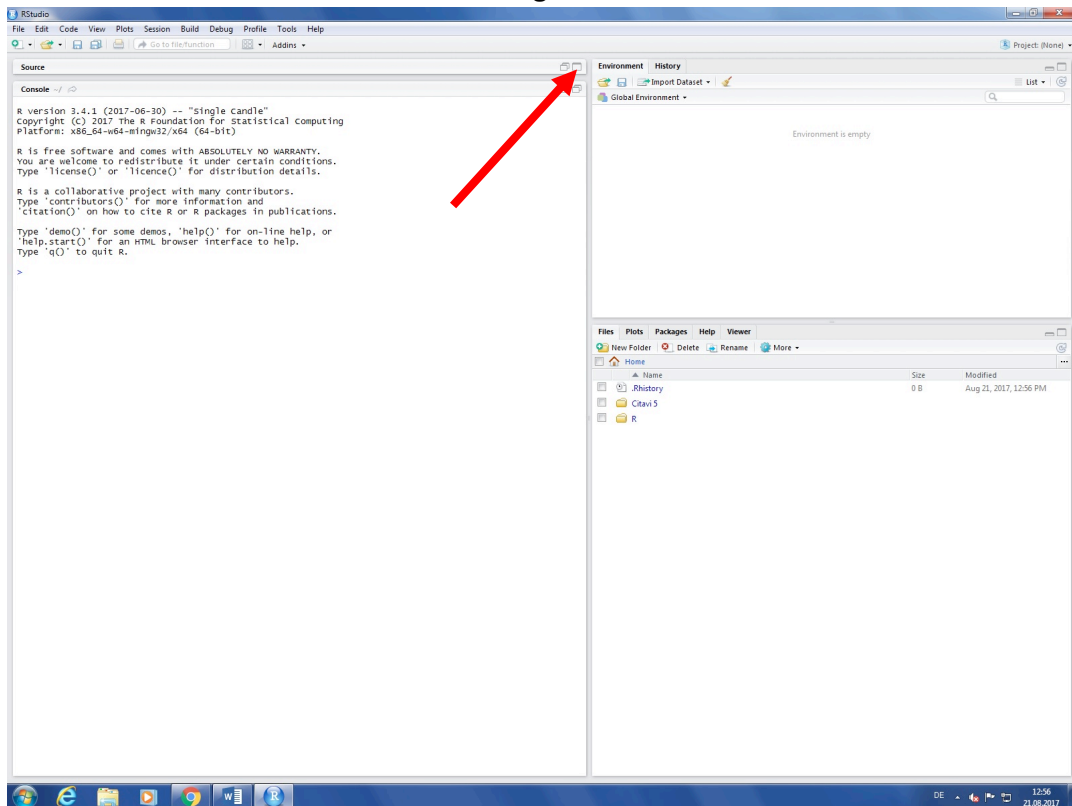 RStudio
File Edit Code View Plots Session Build Debug Profile Tools Help
Go to file/function Addins
Project: (None)
Source
Console ~/
R version 3.4.1 (2017-06-30) -- "Single Candle"
Copyright (C) 2017 The R Foundation for Statistical Computing
Platform: x86_64-w64-mingw32/x64 (64-bit)
R is free software and comes with ABSOLUTELY NO WARRANTY.
You are welcome to redistribute it under certain conditions.
Type 'license()' or 'licence()' for distribution details.
R is a collaborative project with many contributors.
Type 'contributors()' for more information and
'citation()' on how to cite R or R packages in publications.
Type 'demo()' for some demos, 'help()' for on-line help, or
'help.start()' for an HTML browser interface to help.
Type 'q()' to quit R.
>
Environment History
Import Dataset List
Global Environment
Environment is empty
Files Plots Packages Help Viewer
New Folder Delete Rename More
Home
Name Size Modified
.Rhistory 0 B Aug 21, 2017, 12:56 PM
Citavi 5
R
DE 12:56
21.08.2017